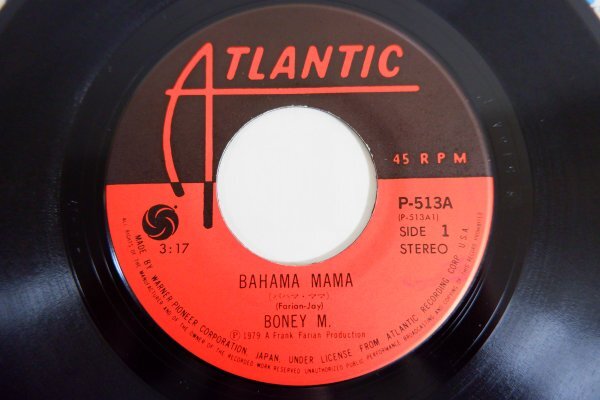 ATLANTIC
45 RPM
P-513A
(P-513A1)
SIDE 1
STEREO
3:17
BAHAMA MAMA
(ババマ・ママ)
(Farian-Jay)
BONEY M.
Ⓟ 1979 A Frank Farian Production
MADE BY WARNER-PIONEER CORPORATION, JAPAN. UNDER LICENSE FROM ATLANTIC RECORDING CORP. U.S.A.
ALL RIGHTS OF THE MANUFACTURER AND OF THE OWNER OF THE RECORDED WORK RESERVED UNAUTHORIZED PUBLIC PERFORMANCE BROADCASTING AND COPYING OF THIS RECORD PROHIBITED